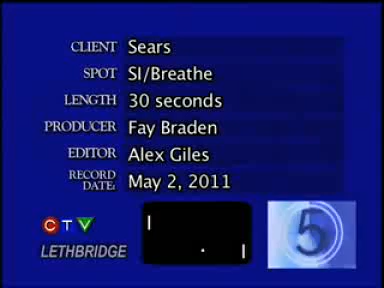 CLIENT Sears
SPOT SI/Breathe
LENGTH 30 seconds
PRODUCER Fay Braden
EDITOR Alex Giles
RECORD DATE: May 2, 2011
CTV
LETHBRIDGE
5